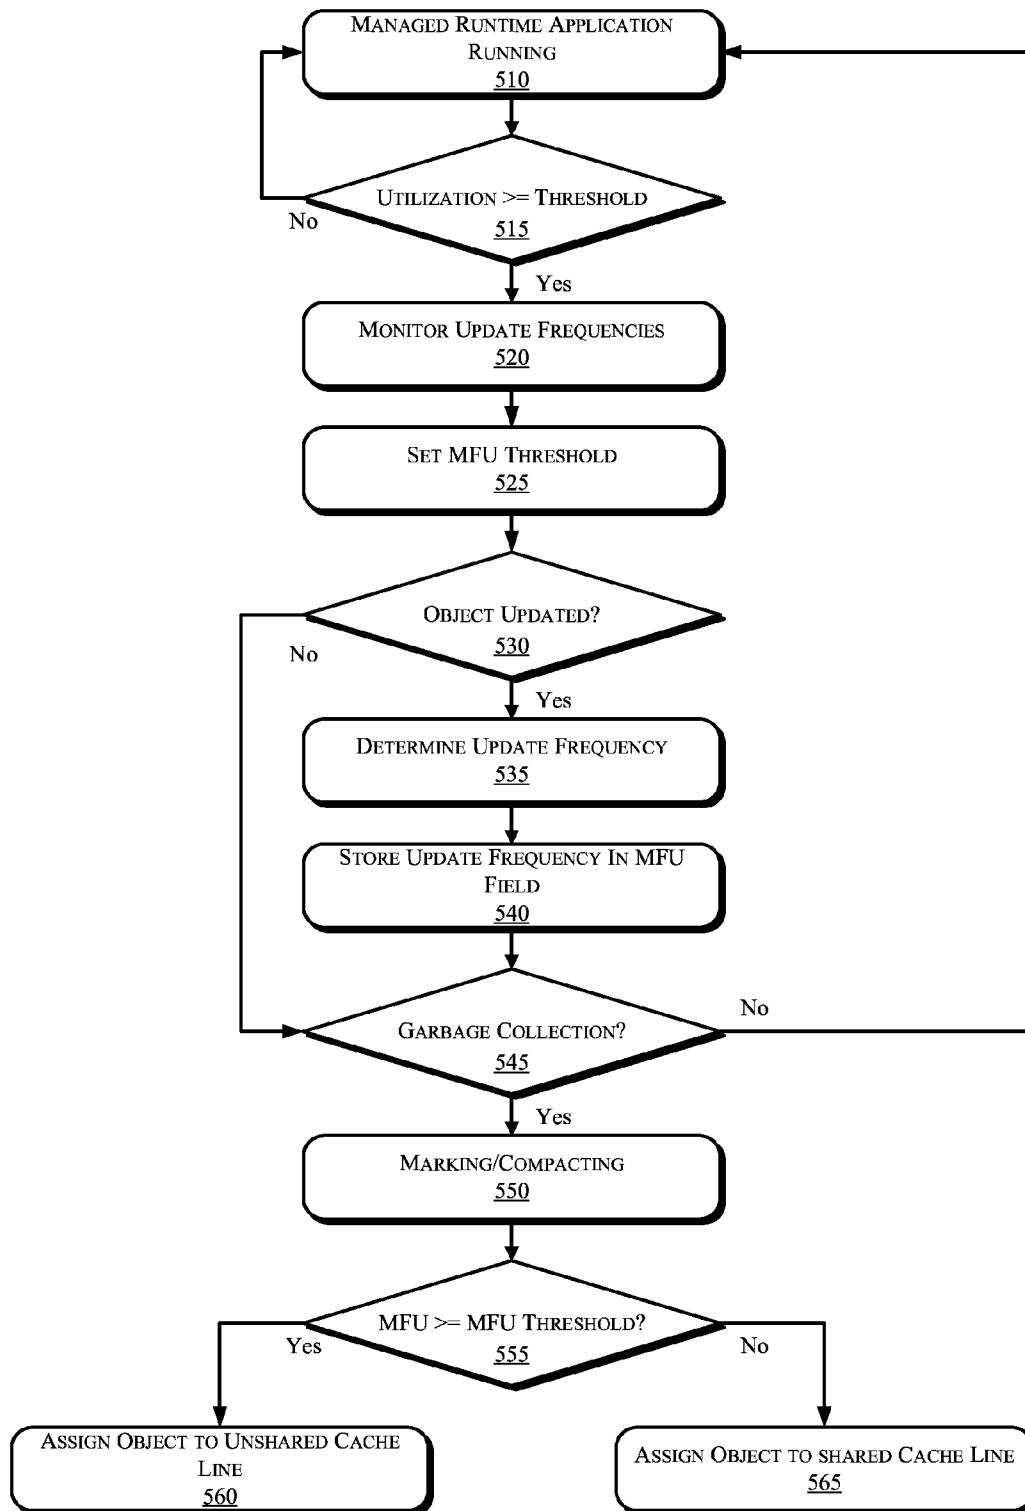 MANAGED RUNTIME APPLICATION
RUNNING
510
UTILIZATION >= THRESHOLD
No
515
Yes
MONITOR UPDATE FREQUENCIES
520
SET MFU THRESHOLD
525
OBJECT UPDATED?
530
No
Yes
DETERMINE UPDATE FREQUENCY
535
STORE UPDATE FREQUENCY IN MFU
FIELD
540
No
GARBAGE COLLECTION?
545
Yes
MARKING/COMPACTING
550
MFU >= MFU THRESHOLD?
Yes
555
No
ASSIGN OBJECT TO UNSHARED CACHE
LINE
560
ASSIGN OBJECT TO SHARED CACHE LINE
565